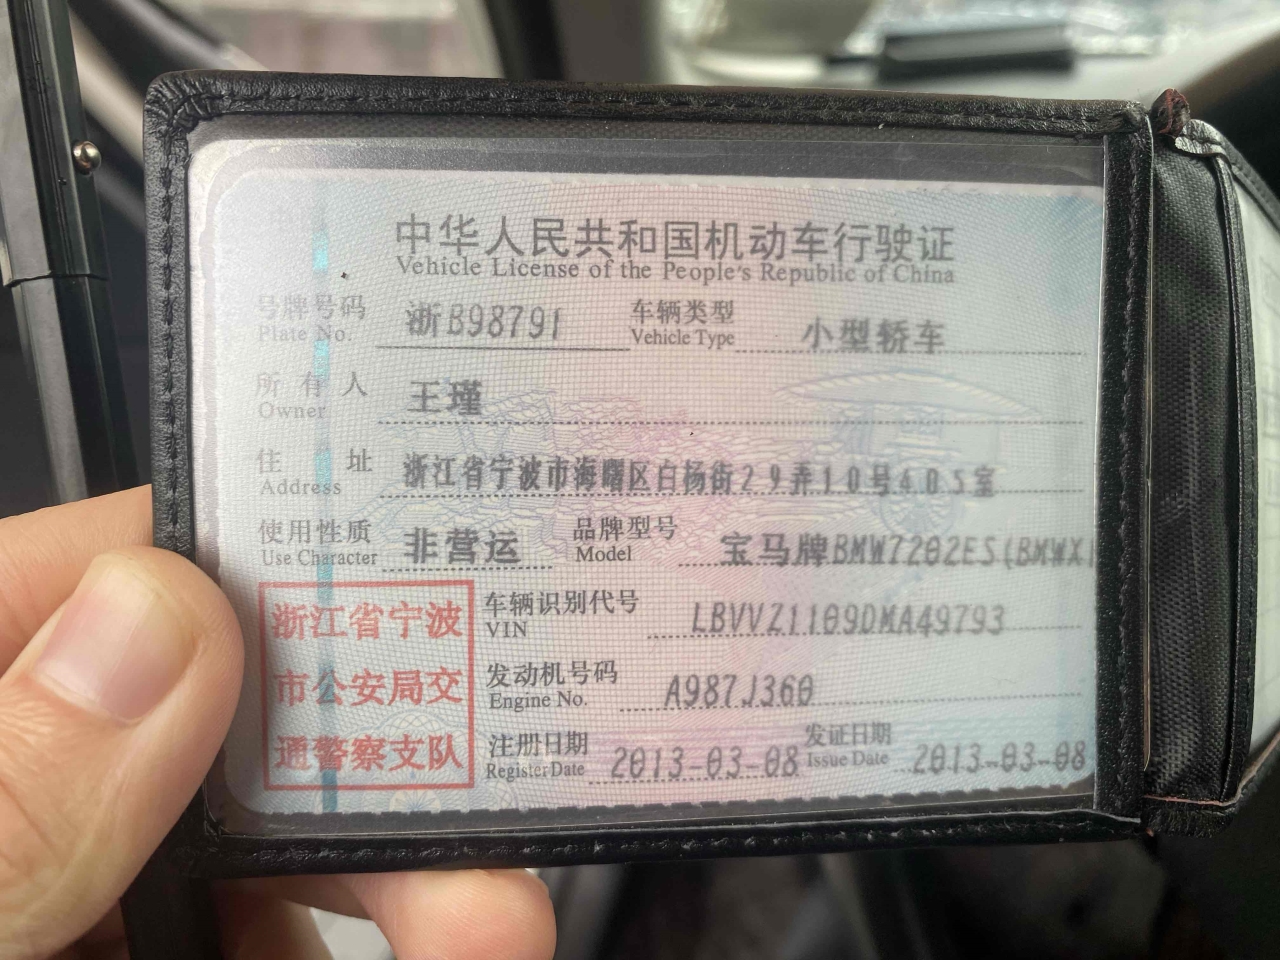 中华人民共和国机动车行驶证
Vehicle License of the People's Republic of China
号牌号码 浙B98791 车辆类型 小型轿车
Plate No. Vehicle Type
所有人 王瑾
Owner
住址 浙江省宁波市海曙区白杨街29弄10号405室
Address
使用性质 非营运 品牌型号 宝马牌BMW7202ES(BMWX1
Use Character Model
浙江省宁波
市公安局交
通警察支队
车辆识别代号 LBVVZ1109DMA49793
VIN
发动机号码 A987J360
Engine No.
注册日期 2013-03-08 发证日期 2013-03-08
Register Date Issue Date